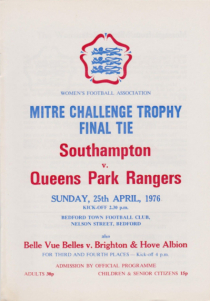 WOMEN'S FOOTBALL ASSOCIATION
MITRE CHALLENGE TROPHY
FINAL TIE
Southampton
v.
Queens Park Rangers
SUNDAY, 25th APRIL, 1976
KICK-OFF 2.30 p.m.
BEDFORD TOWN FOOTBALL CLUB,
NELSON STREET, BEDFORD
also
Belle Vue Belles v. Brighton & Hove Albion
FOR THIRD AND FOURTH PLACES — Kick-off 1 p.m.
ADMISSION BY OFFICIAL PROGRAMME
ADULTS 30p CHILDREN & SENIOR CITIZENS 15p